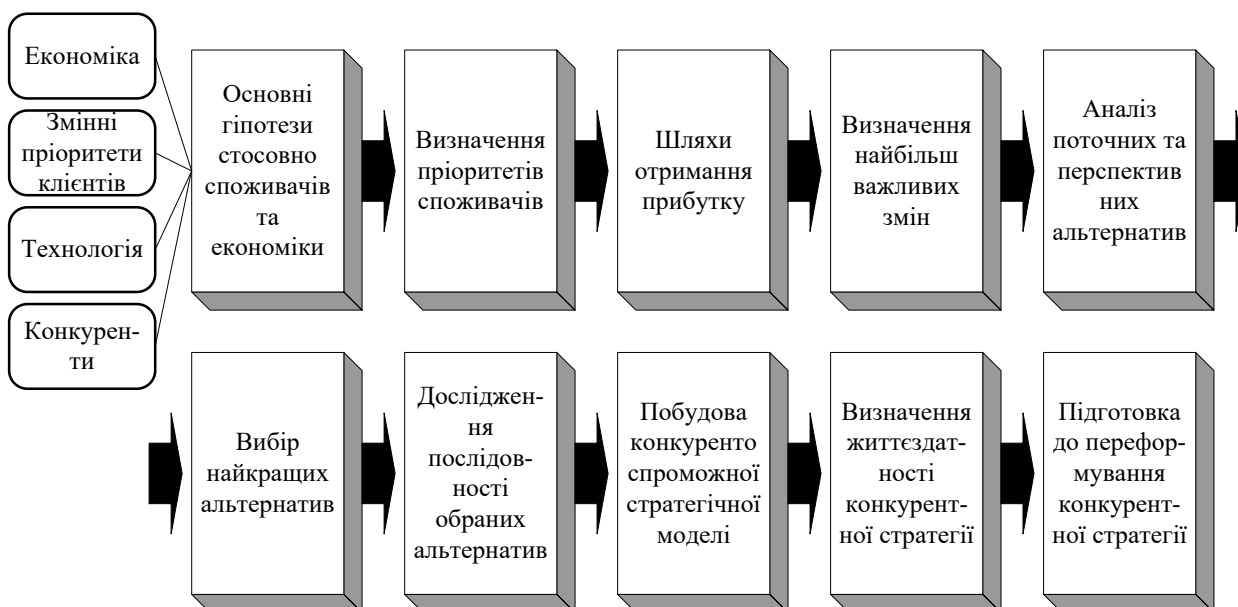 Економіка
Змінні
пріоритети
клієнтів
Технологія
Конкурен-
ти
Основні
гіпотези
стосовно
споживачів
та
економіки
Визначення
пріоритетів
споживачів
Шляхи
отримання
прибутку
Визначення
найбільш
важливих
змін
Аналіз
поточних та
перспектив
них
альтернатив
Вибір
найкращих
альтернатив
Досліджен-
ня
послідов-
ності
обраних
альтернатив
Побудова
конкуренто
спроможної
стратегічної
моделі
Визначення
життєздат-
ності
конкурент-
ної стратегії
Підготовка
до перефор-
мування
конкурент-
ної стратегії